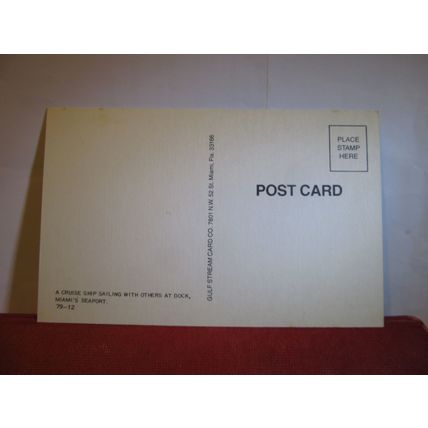 PLACE
STAMP
HERE
POST CARD
GULF STREAM CARD CO. 7801 N.W. 52 St. Miami, Fla. 33166
A CRUISE SHIP SAILING WITH OTHERS AT DOCK,
MIAMI'S SEAPORT.
79-12